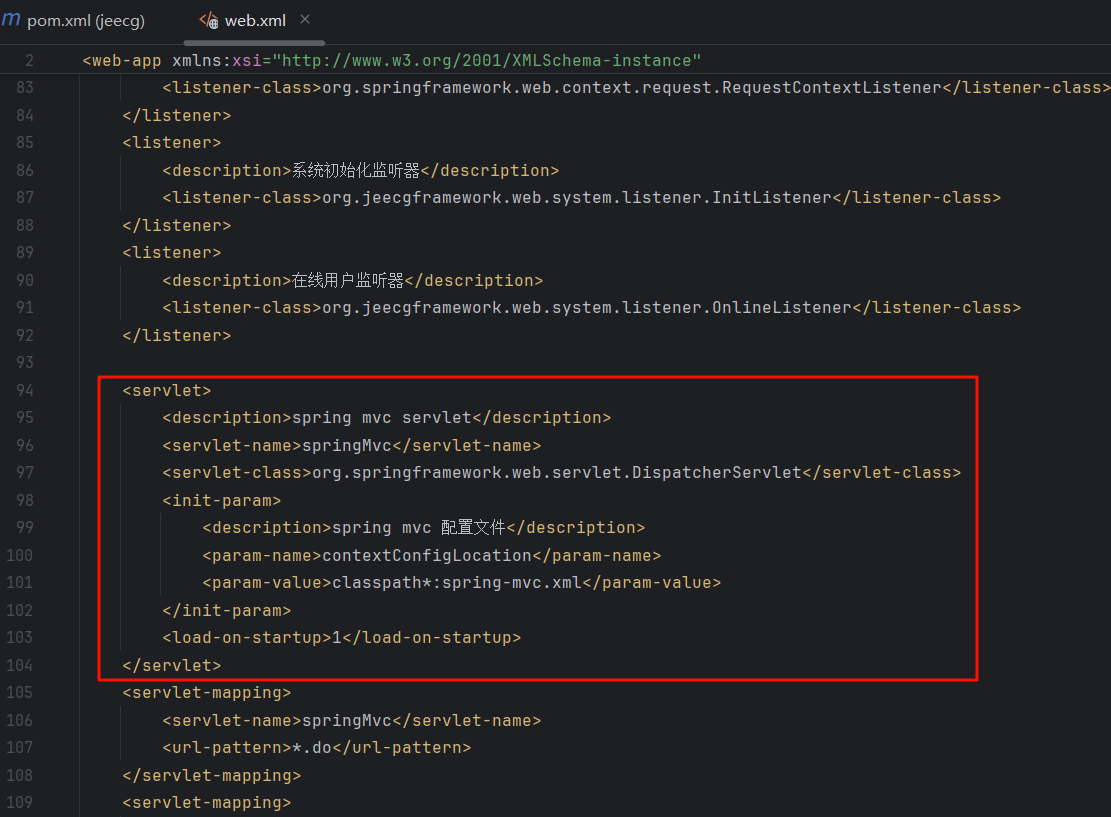 pom.xml (jeecg)
web.xml
2 <web-app xmlns:xsi="http://www.w3.org/2001/XMLSchema-instance"
83 <listener-class>org.springframework.web.context.request.RequestContextListener</listener-class>
84 </listener>
85 <listener>
86 <description>系统初始化监听器</description>
87 <listener-class>org.jeecgframework.web.system.listener.InitListener</listener-class>
88 </listener>
89 <listener>
90 <description>在线用户监听器</description>
91 <listener-class>org.jeecgframework.web.system.listener.OnlineListener</listener-class>
92 </listener>
93
94 <servlet>
95 <description>spring mvc servlet</description>
96 <servlet-name>springMvc</servlet-name>
97 <servlet-class>org.springframework.web.servlet.DispatcherServlet</servlet-class>
98 <init-param>
99 <description>spring mvc 配置文件</description>
100 <param-name>contextConfigLocation</param-name>
101 <param-value>classpath*:spring-mvc.xml</param-value>
102 </init-param>
103 <load-on-startup>1</load-on-startup>
104 </servlet>
105 <servlet-mapping>
106 <servlet-name>springMvc</servlet-name>
107 <url-pattern>*.do</url-pattern>
108 </servlet-mapping>
109 <servlet-mapping>